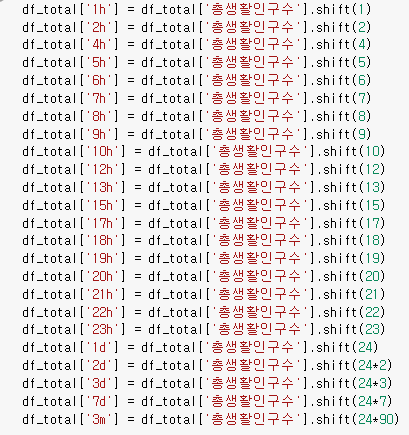 df_total['1h'] = df_total['총생활인구수'].shift(1)
df_total['2h'] = df_total['총생활인구수'].shift(2)
df_total['4h'] = df_total['총생활인구수'].shift(4)
df_total['5h'] = df_total['총생활인구수'].shift(5)
df_total['6h'] = df_total['총생활인구수'].shift(6)
df_total['7h'] = df_total['총생활인구수'].shift(7)
df_total['8h'] = df_total['총생활인구수'].shift(8)
df_total['9h'] = df_total['총생활인구수'].shift(9)
df_total['10h'] = df_total['총생활인구수'].shift(10)
df_total['12h'] = df_total['총생활인구수'].shift(12)
df_total['13h'] = df_total['총생활인구수'].shift(13)
df_total['15h'] = df_total['총생활인구수'].shift(15)
df_total['17h'] = df_total['총생활인구수'].shift(17)
df_total['18h'] = df_total['총생활인구수'].shift(18)
df_total['19h'] = df_total['총생활인구수'].shift(19)
df_total['20h'] = df_total['총생활인구수'].shift(20)
df_total['21h'] = df_total['총생활인구수'].shift(21)
df_total['22h'] = df_total['총생활인구수'].shift(22)
df_total['23h'] = df_total['총생활인구수'].shift(23)
df_total['1d'] = df_total['총생활인구수'].shift(24)
df_total['2d'] = df_total['총생활인구수'].shift(24*2)
df_total['3d'] = df_total['총생활인구수'].shift(24*3)
df_total['7d'] = df_total['총생활인구수'].shift(24*7)
df_total['3m'] = df_total['총생활인구수'].shift(24*90)